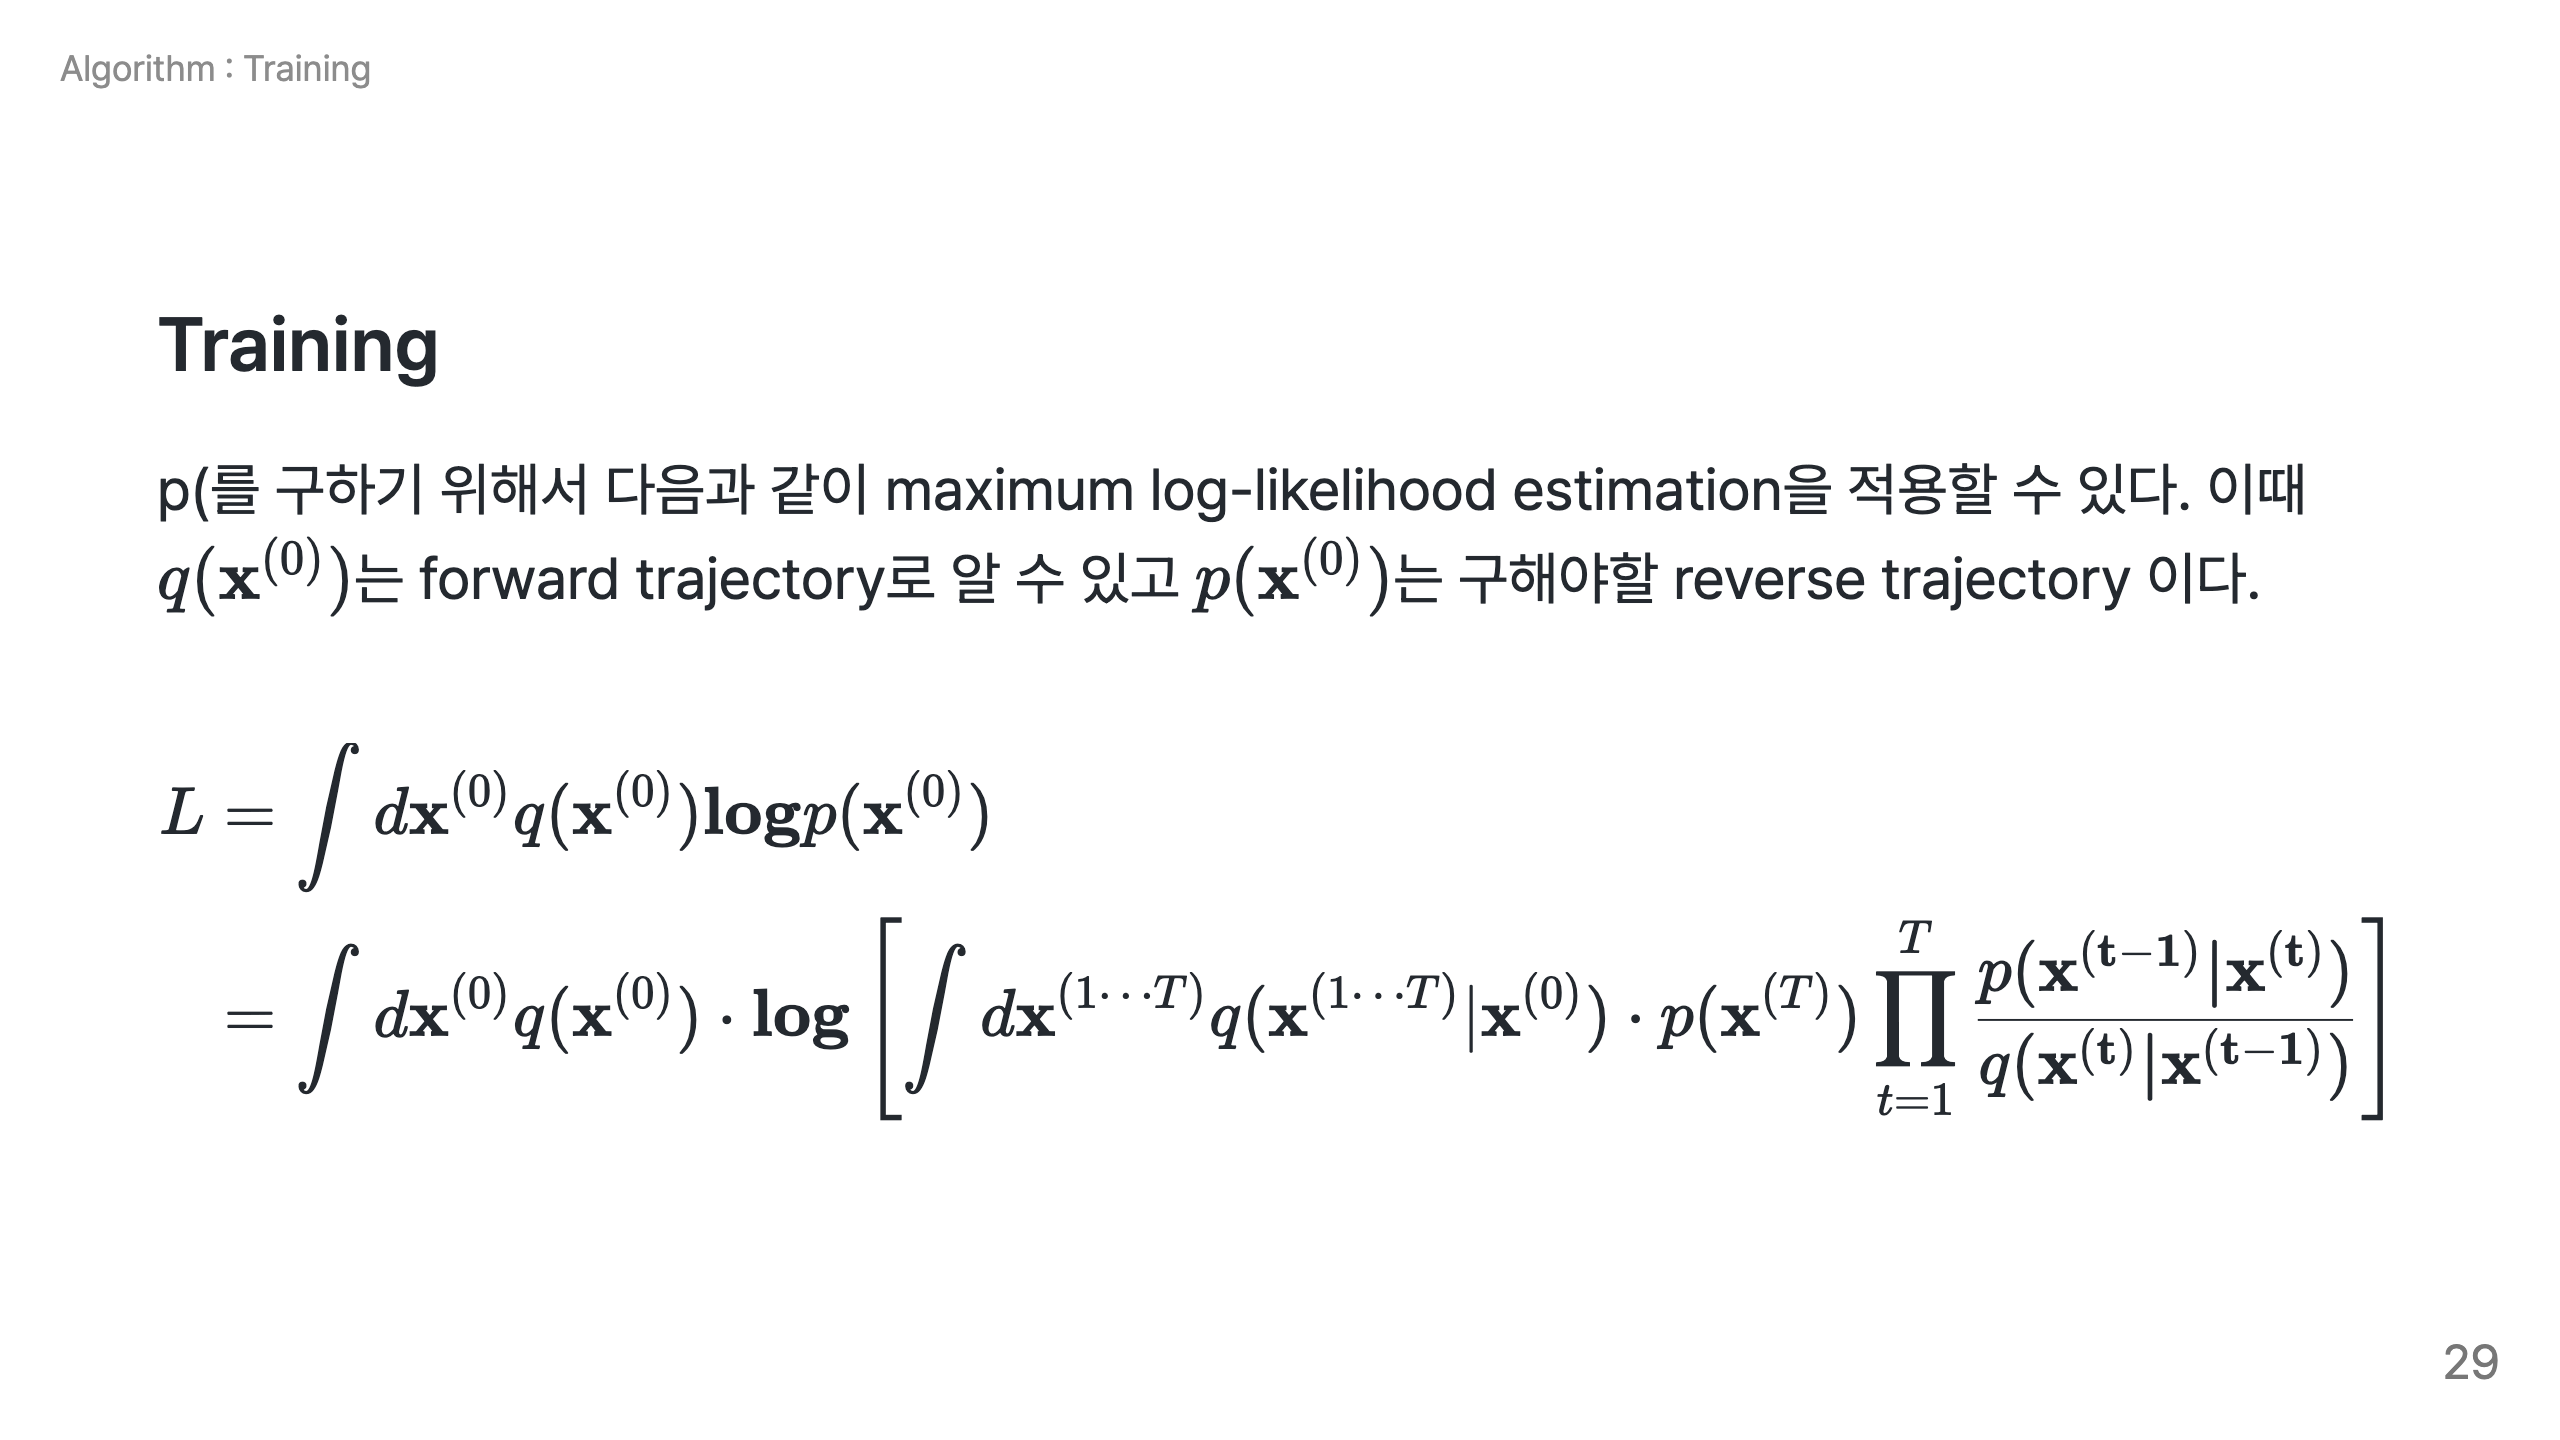 Algorithm : Training
Training
p(를 구하기 위해서 다음과 같이 maximum log-likelihood estimation을 적용할 수 있다. 이때
q(𝐱⁽⁰⁾)는 forward trajectory로 알 수 있고 p(𝐱⁽⁰⁾)는 구해야할 reverse trajectory 이다.
L = ∫ d𝐱^{(0)} q(𝐱^{(0)}) 𝐥𝐨𝐠 p(𝐱^{(0)})
= ∫ d𝐱^{(0)} q(𝐱^{(0)}) · 𝐥𝐨𝐠 [ ∫ d𝐱^{(1···T)} q(𝐱^{(1···T)}|𝐱^{(0)}) · p(𝐱^{(T)}) ∏_{t=1}^{T} \frac{p(𝐱^{(𝐭−𝟏)}|𝐱^{(𝐭)})}{q(𝐱^{(𝐭)}|𝐱^{(𝐭−𝟏)})} ]
29